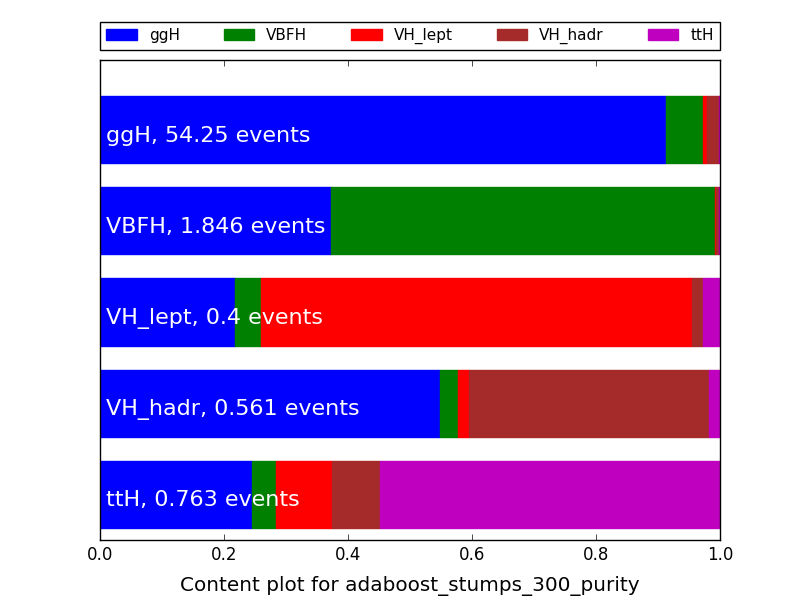 ggH VBFH VH_lept VH_hadr ttH
ggH, 54.25 events
VBFH, 1.846 events
VH_lept, 0.4 events
VH_hadr, 0.561 events
ttH, 0.763 events
0.0 0.2 0.4 0.6 0.8 1.0
Content plot for adaboost_stumps_300_purity